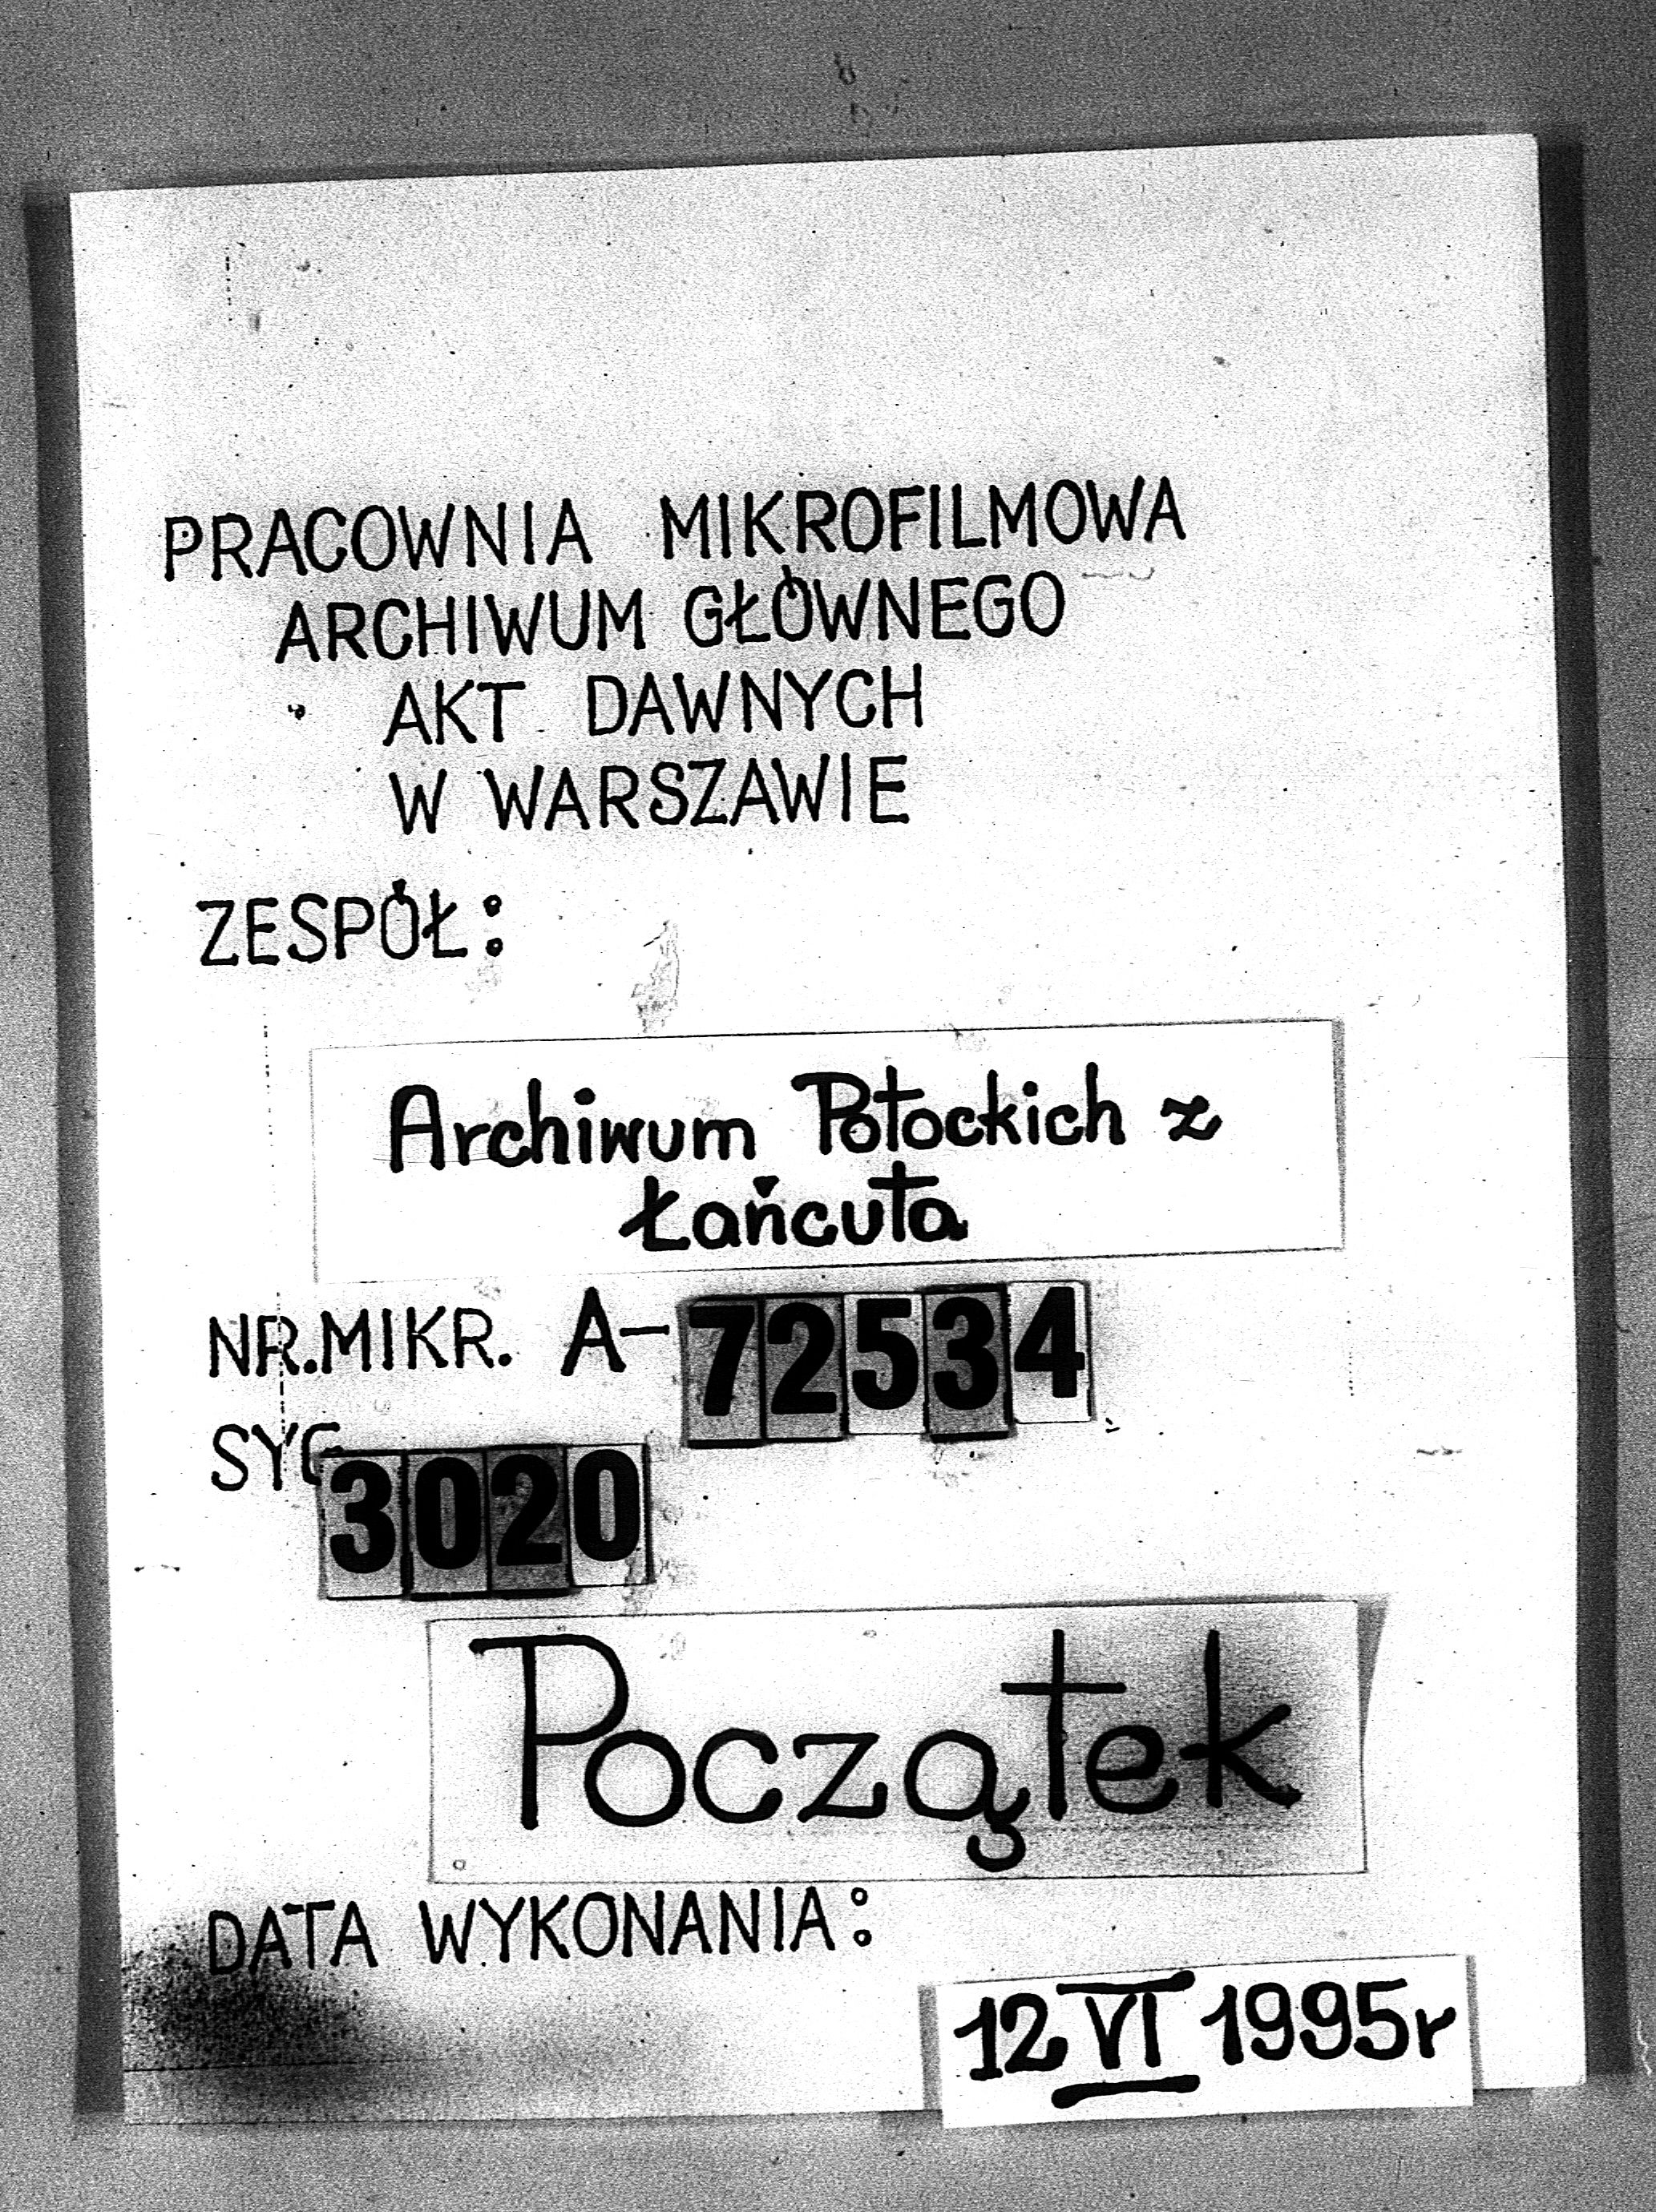 PRACOWNIA MIKROFILMOWA
ARCHIWUM GŁÓWNEGO
AKT DAWNYCH
W WARSZAWIE
ZESPÓŁ:
Archiwum Potockich z
Łańcuta
NR.MIKR. A-72534
SYG 3020
Początek
DATA WYKONANIA:
12 VI 1995r